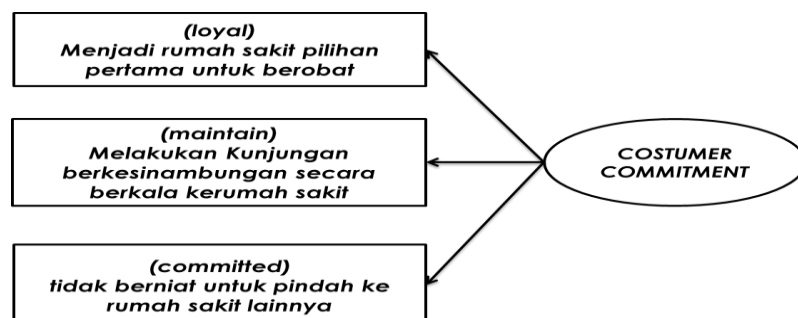 (loyal)
Menjadi rumah sakit pilihan
pertama untuk berobat
(maintain)
Melakukan Kunjungan
berkesinambungan secara
berkala kerumah sakit
(committed)
tidak berniat untuk pindah ke
rumah sakit lainnya
COSTUMER
COMMITMENT